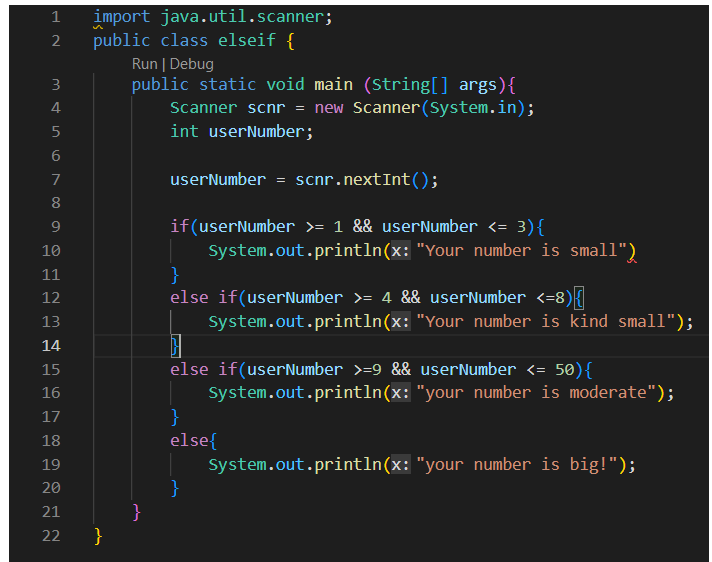 1 import java.util.scanner;
2 public class elseif {
Run | Debug
3 public static void main (String[] args){
4 Scanner scnr = new Scanner(System.in);
5 int userNumber;
6
7 userNumber = scnr.nextInt();
8
9 if(userNumber >= 1 && userNumber <= 3){
10 System.out.println(x: "Your number is small")
11 }
12 else if(userNumber >= 4 && userNumber <=8){
13 System.out.println(x: "Your number is kind small");
14 }
15 else if(userNumber >=9 && userNumber <= 50){
16 System.out.println(x: "your number is moderate");
17 }
18 else{
19 System.out.println(x: "your number is big!");
20 }
21 }
22 }